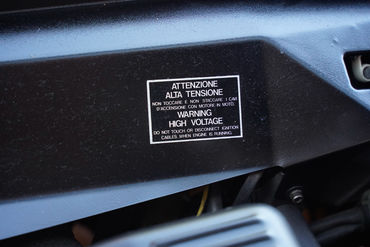 ATTENZIONE
ALTA TENSIONE
NON TOCCARE E NON STACCARE I CAVI
D'ACCENSIONE CON MOTORE IN MOTO.
WARNING
HIGH VOLTAGE
DO NOT TOUCH OR DISCONNECT IGNITION
CABLES WHEN ENGINE IS RUNNING.